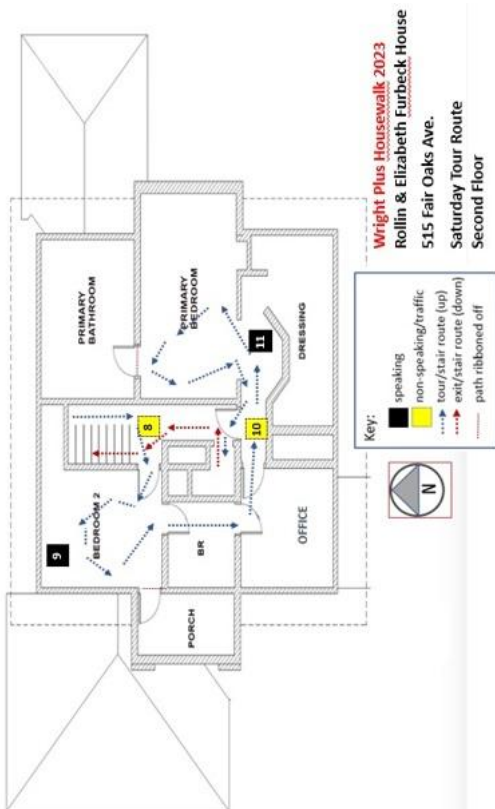 PRIMARY
BATHROOM
PRIMARY
BEDROOM
DRESSING
11
8
10
BEDROOM 2
9
BR
OFFICE
PORCH
Wright Plus Housewalk 2023
Rollin & Elizabeth Furbeck House
515 Fair Oaks Ave.
Saturday Tour Route
Second Floor
Key:
speaking
non-speaking/traffic
tour/stair route (up)
exit/stair route (down)
path ribboned off
N